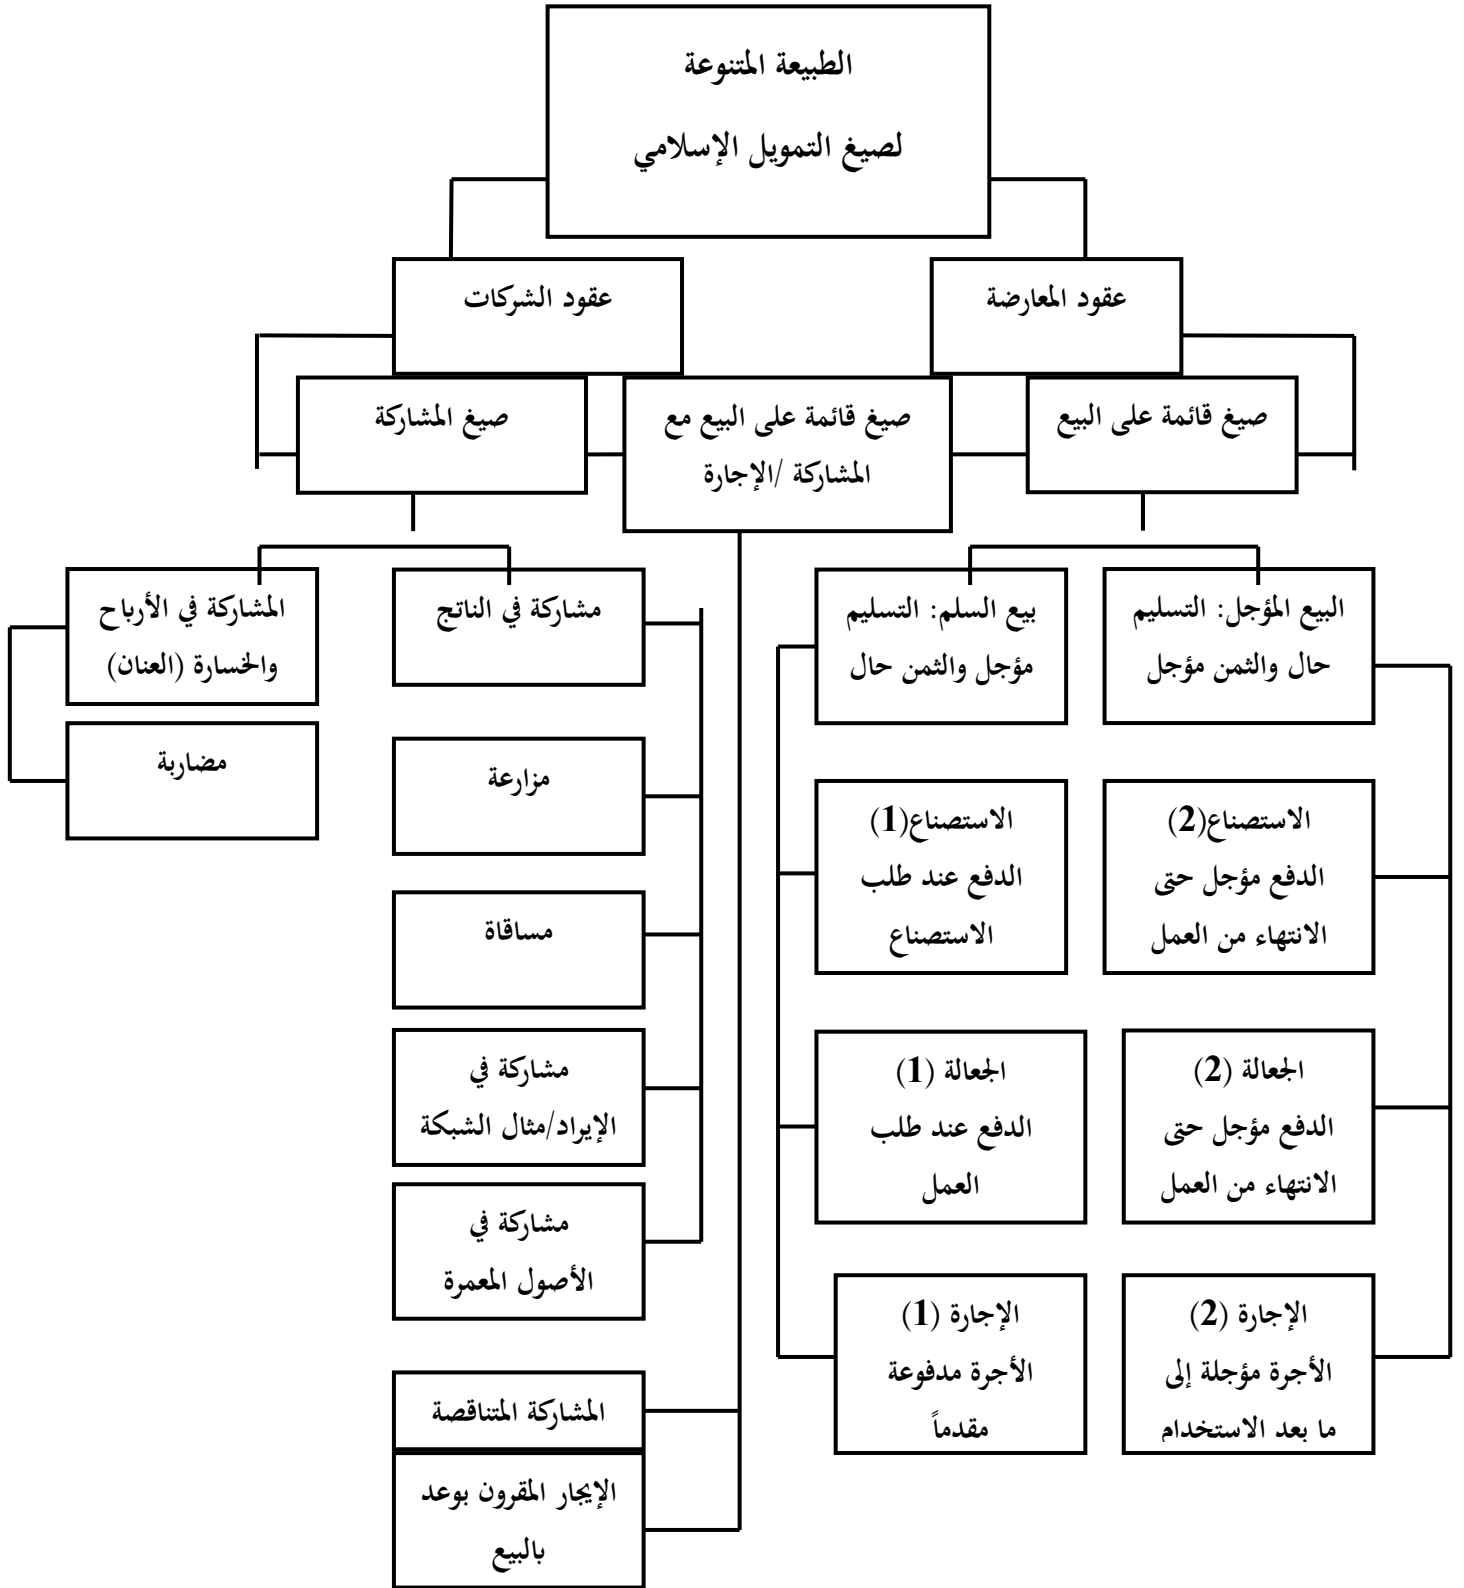 الطبيعة المتنوعة
لصيغ التمويل الإسلامي
عقود المعارضة
عقود الشركات
صيغ قائمة على البيع
صيغ قائمة على البيع مع
المشاركة /الإجارة
صيغ المشاركة
البيع المؤجل: التسليم
حال والثمن مؤجل
بيع السلم: التسليم
مؤجل والثمن حال
مشاركة في الناتج
المشاركة في الأرباح
والخسارة (العنان)
مضاربة
مزارعة
الاستصناع(1)
الدفع عند طلب
الاستصناع
الاستصناع(2)
الدفع مؤجل حتى
الانتهاء من العمل
مساقاة
الجعالة (2)
الدفع مؤجل حتى
الانتهاء من العمل
الجعالة (1)
الدفع عند طلب
العمل
مشاركة في
الإيراد/مثال الشبكة
مشاركة في
الأصول المعمرة
الإجارة (2)
الأجرة مؤجلة إلى
ما بعد الاستخدام
الإجارة (1)
الأجرة مدفوعة
مقدماً
المشاركة المتناقصة
الإيجار المقرون بوعد
بالبيع